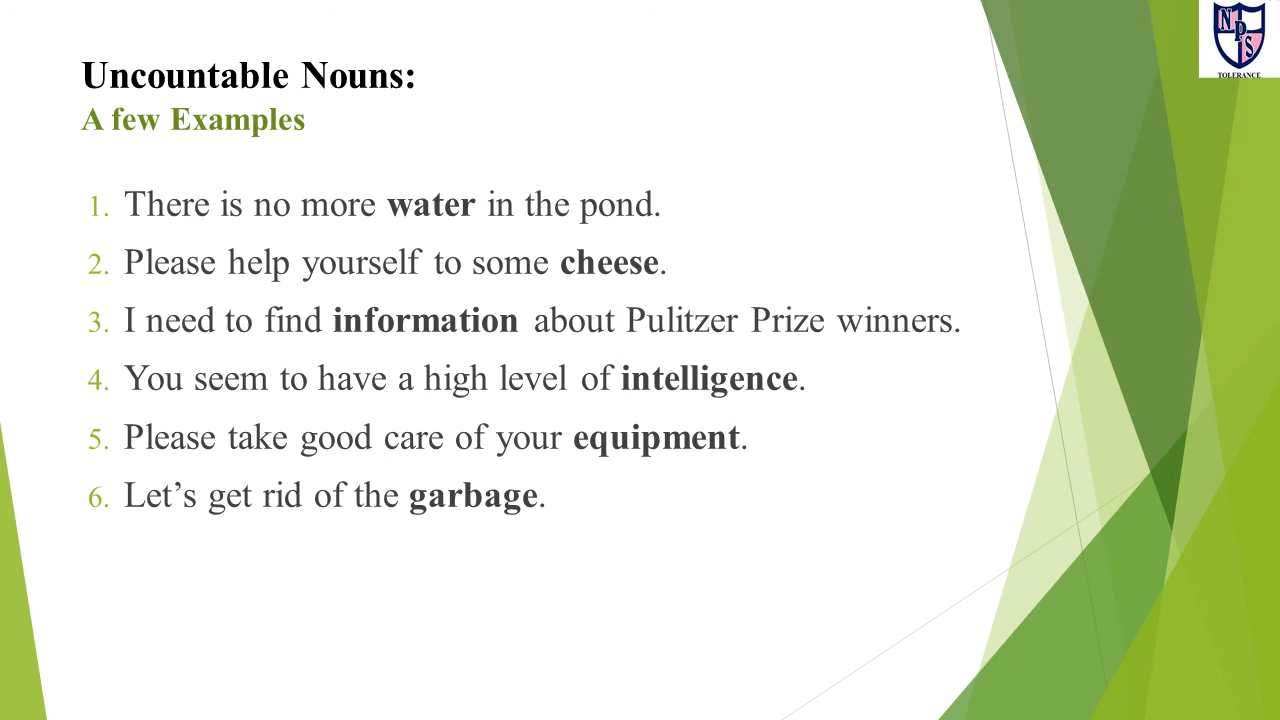 NPS
TOLERANCE
Uncountable Nouns:
A few Examples
1. There is no more water in the pond.
2. Please help yourself to some cheese.
3. I need to find information about Pulitzer Prize winners.
4. You seem to have a high level of intelligence.
5. Please take good care of your equipment.
6. Let’s get rid of the garbage.